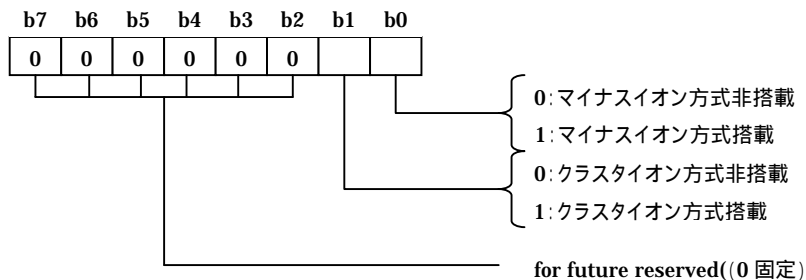 b7 b6 b5 b4 b3 b2 b1 b0
0 0 0 0 0 0
0:マイナスイオン方式非搭載
1:マイナスイオン方式搭載
0:クラスタイオン方式非搭載
1:クラスタイオン方式搭載
for future reserved((0 固定)